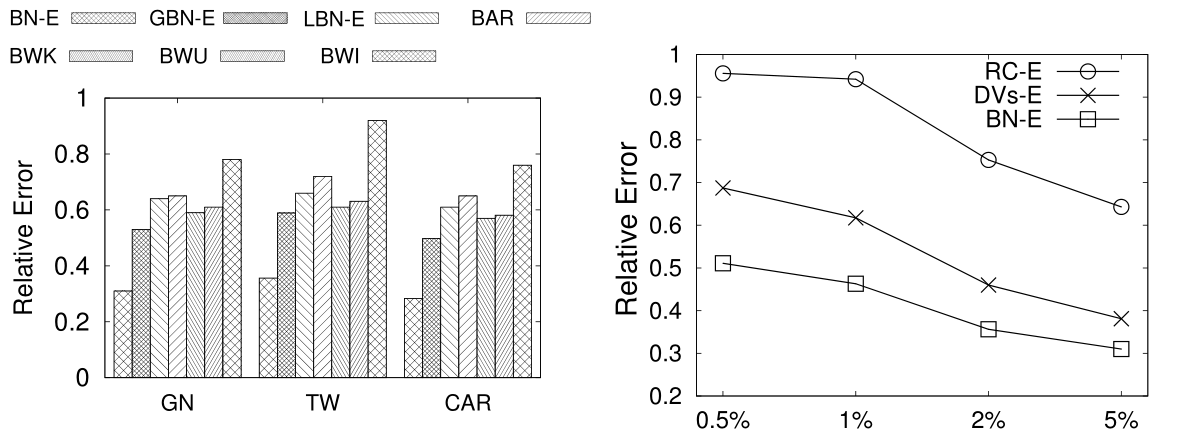 BN-E GBN-E LBN-E BAR
BWK BWU BWI
Relative Error
1
0.8
0.6
0.4
0.2
0
GN TW CAR
Relative Error
1
0.9
0.8
0.7
0.6
0.5
0.4
0.3
0.2
RC-E
DVs-E
BN-E
0.5% 1% 2% 5%